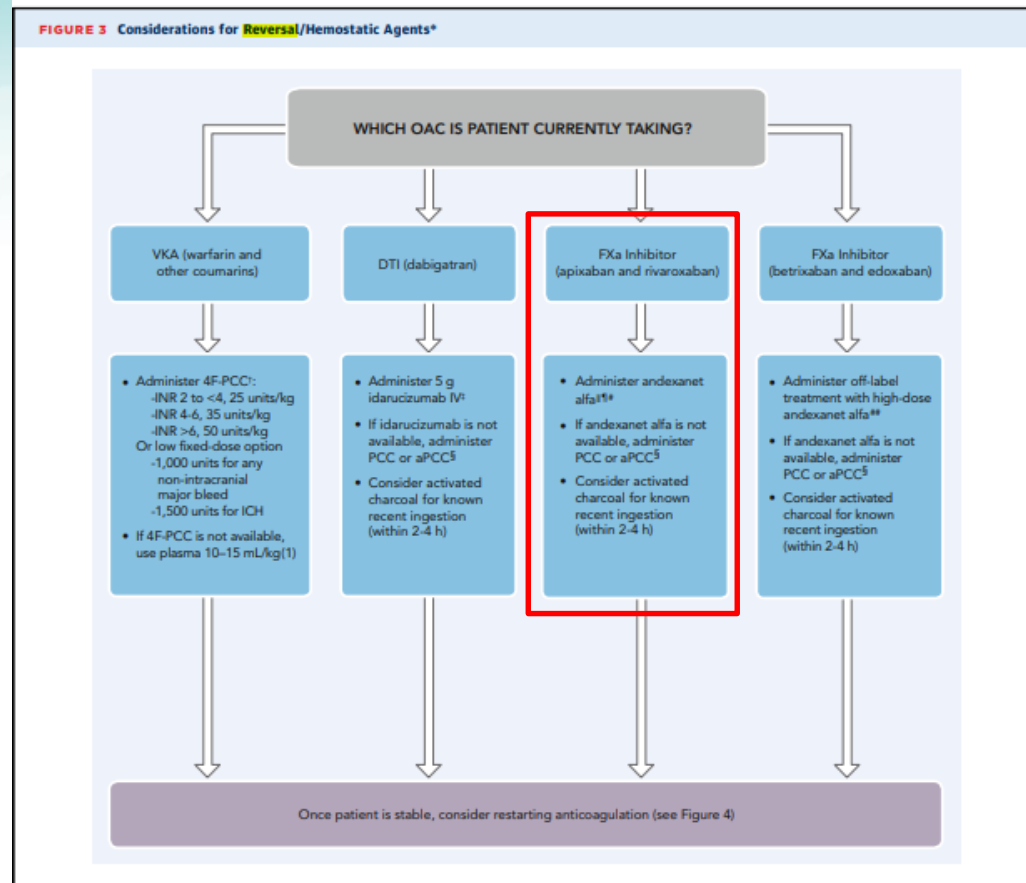 FIGURE 3 Considerations for Reversal/Hemostatic Agents*
WHICH OAC IS PATIENT CURRENTLY TAKING?
VKA (warfarin and
other coumarins)
• Administer 4F-PCC†:
-INR 2 to <4, 25 units/kg
-INR 4-6, 35 units/kg
-INR >6, 50 units/kg
Or low fixed-dose option
-1,000 units for any
non-intracranial
major bleed
-1,500 units for ICH
• If 4F-PCC is not available,
use plasma 10–15 mL/kg(1)
DTI (dabigatran)
• Administer 5 g
idarucizumab IV‡
• If idarucizumab is not
available, administer
PCC or aPCC§
• Consider activated
charcoal for known
recent ingestion
(within 2-4 h)
FXa Inhibitor
(apixaban and rivaroxaban)
• Administer andexanet
alfa‖¶#
• If andexanet alfa is not
available, administer
PCC or aPCC§
• Consider activated
charcoal for known
recent ingestion
(within 2-4 h)
FXa Inhibitor
(betrixaban and edoxaban)
• Administer off-label
treatment with high-dose
andexanet alfa##
• If andexanet alfa is not
available, administer
PCC or aPCC§
• Consider activated
charcoal for known
recent ingestion
(within 2-4 h)
Once patient is stable, consider restarting anticoagulation (see Figure 4)